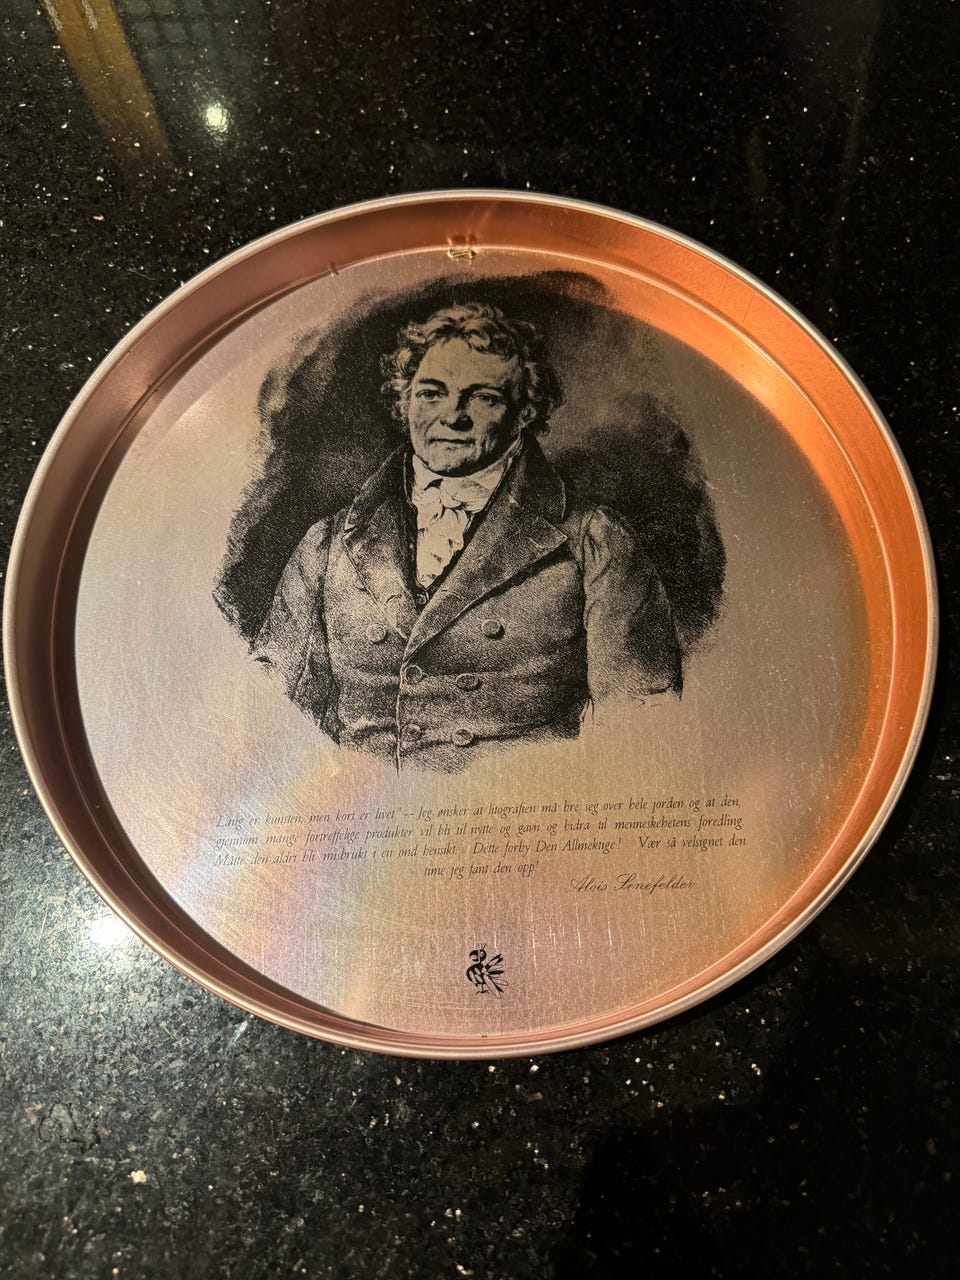 "Lang er kunsten, men kort er livet" -- Jeg ønsker at litografien må bre seg over hele jorden og at den,
gjennom mange fortreffelige produkter vil bli til nytte og gavn og bidra til menneskehetens foredling.
Måtte den aldri bli misbrukt i en ond hensikt. Dette forby Den Allmektige! Vær så velsignet den
time jeg fant den opp!
Alois Senefelder